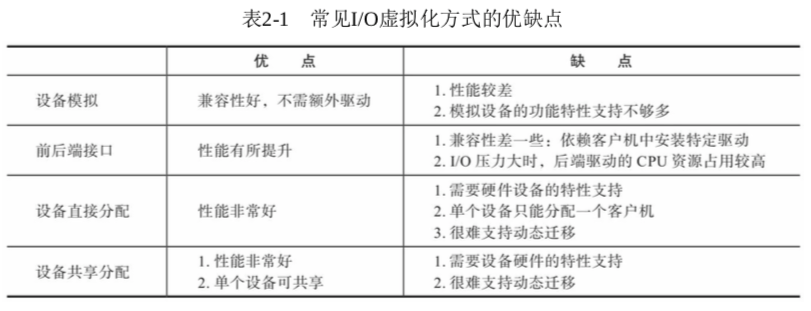 表2-1 常见I/O虚拟化方式的优缺点
优 点 缺 点
设备模拟 兼容性好，不需额外驱动 1. 性能较差
2. 模拟设备的功能特性支持不够多
前后端接口 性能有所提升 1. 兼容性差一些：依赖客户机中安装特定驱动
2. I/O 压力大时，后端驱动的 CPU 资源占用较高
设备直接分配 性能非常好 1. 需要硬件设备的特性支持
2. 单个设备只能分配一个客户机
3. 很难支持动态迁移
设备共享分配 1. 性能非常好 1. 需要设备硬件的特性支持
2. 单个设备可共享 2. 很难支持动态迁移